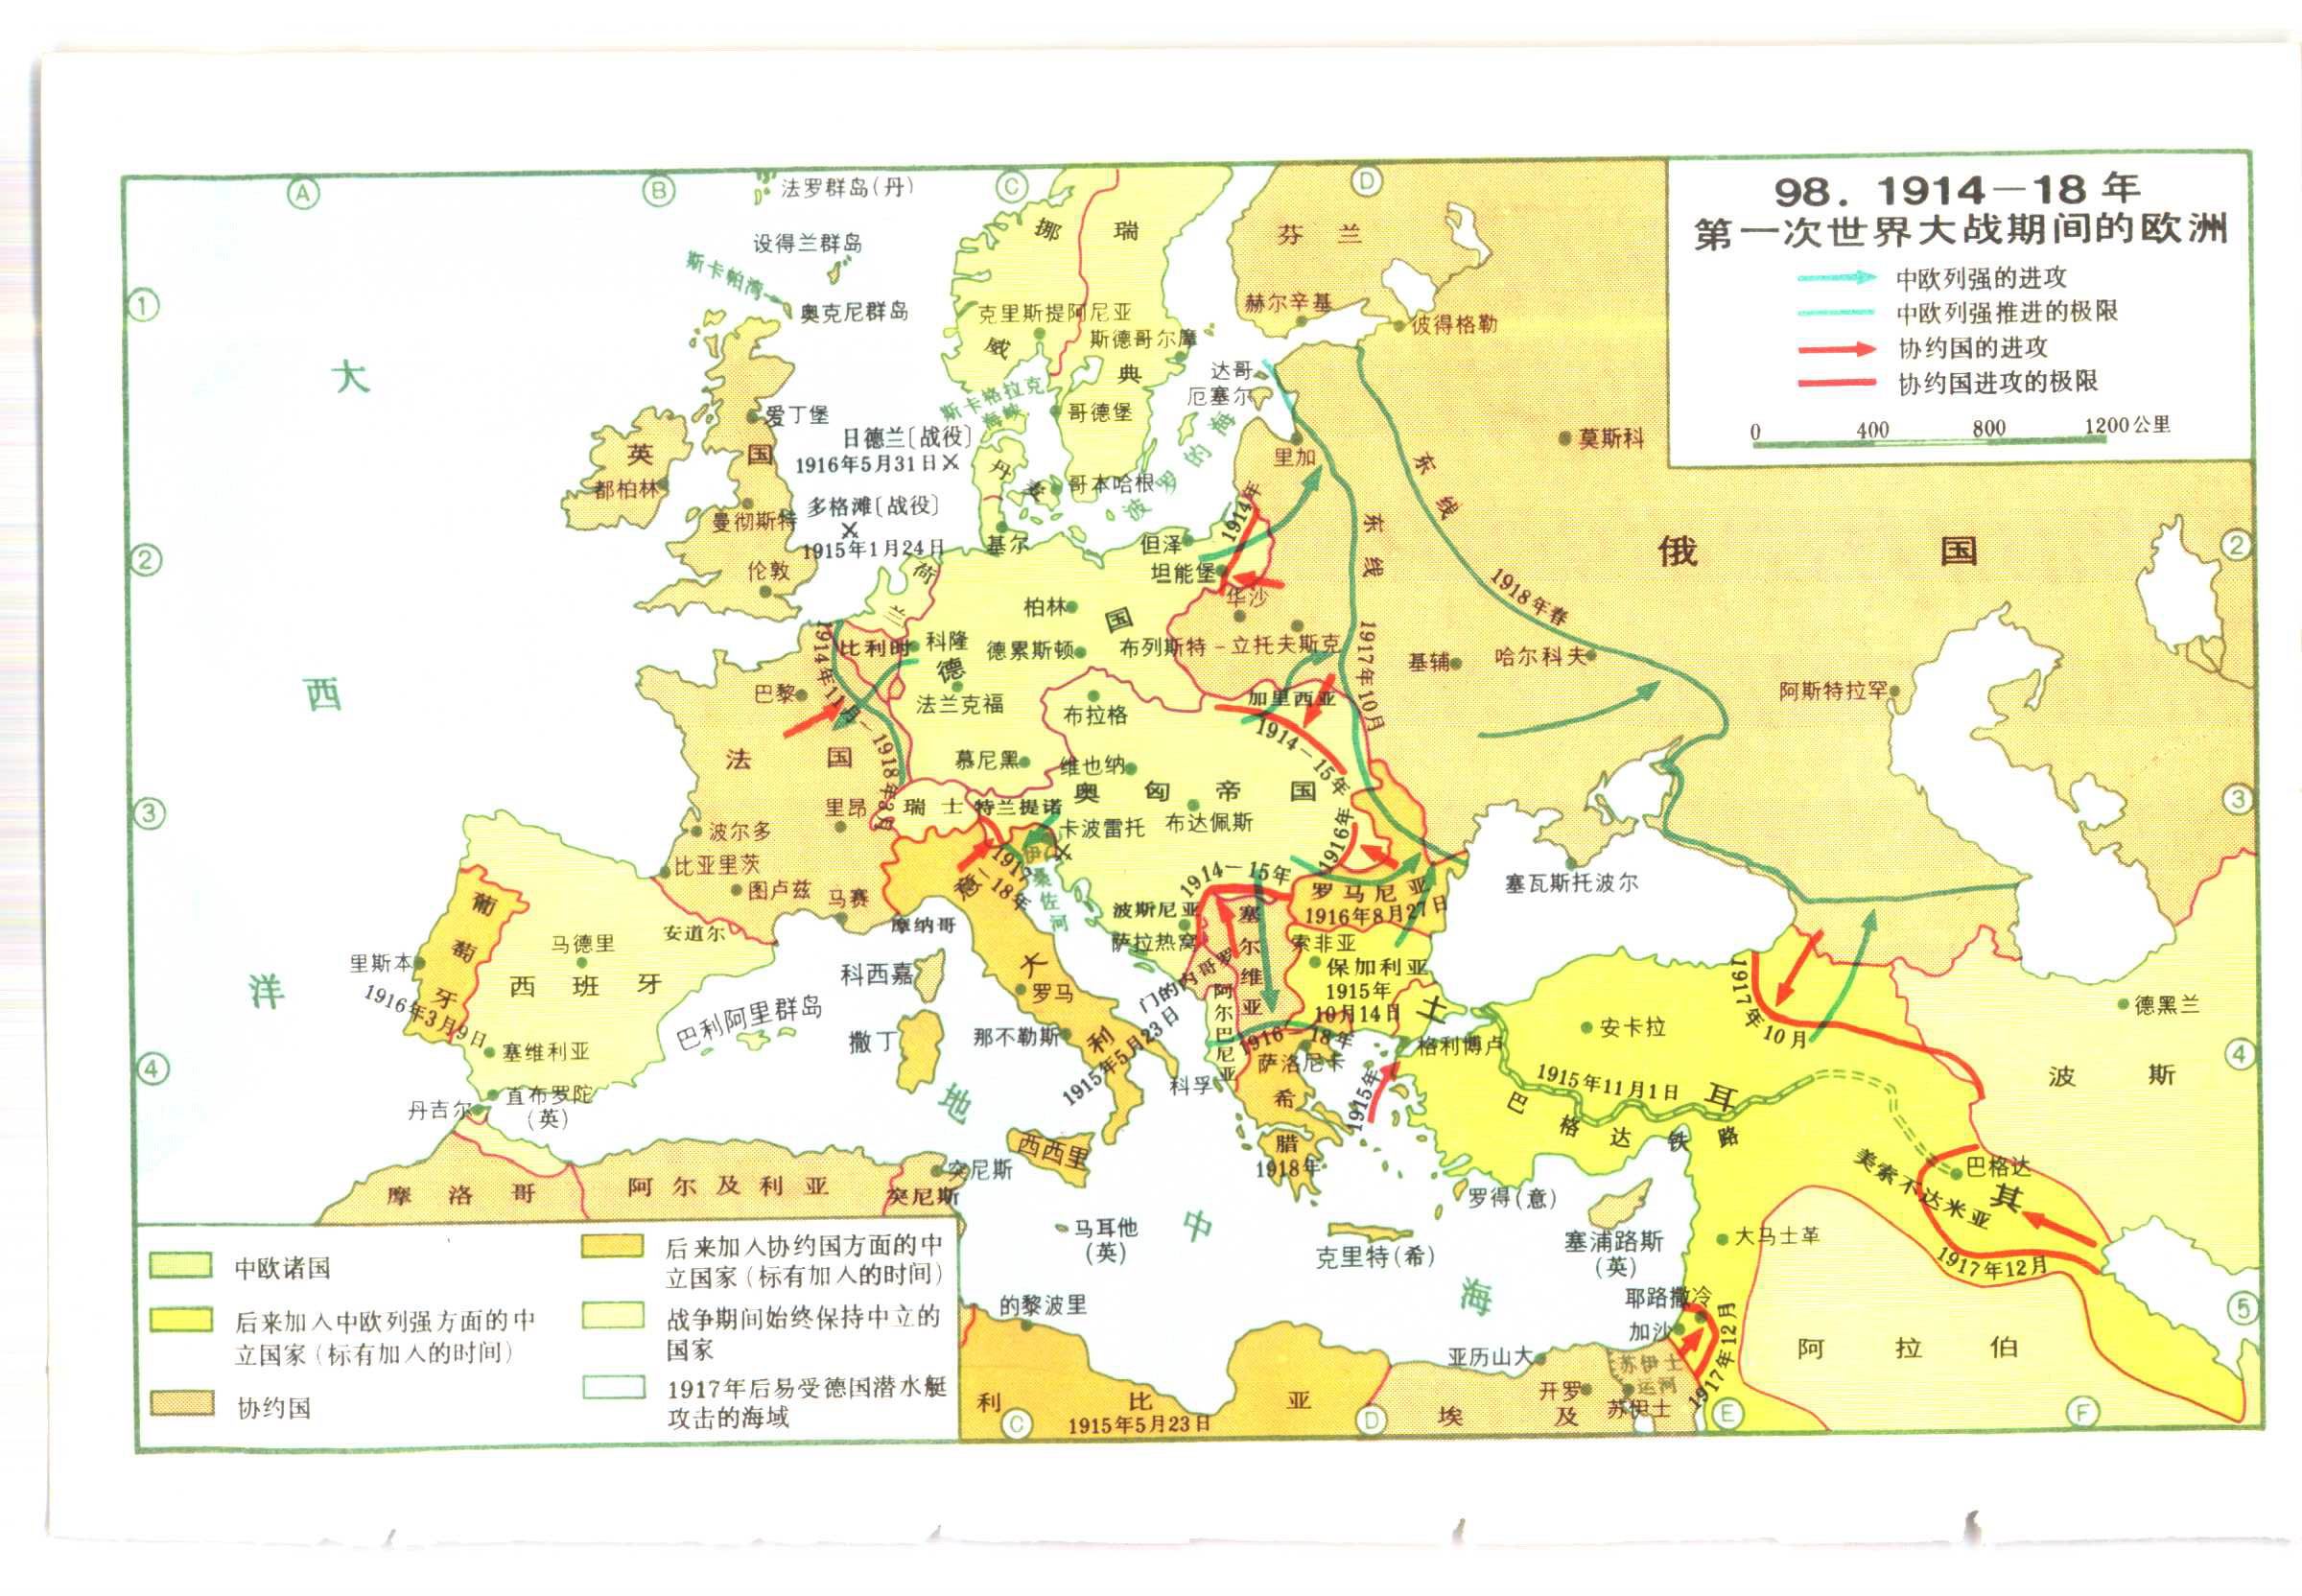 98. 1914—18年
第一次世界大战期间的欧洲
中欧列强的进攻
中欧列强推进的极限
协约国的进攻
协约国进攻的极限
0 400 800 1200公里
A B C D
法罗群岛(丹)
设得兰群岛
斯卡帕湾
奥克尼群岛
挪威
瑞典
芬兰
赫尔辛基
彼得格勒
克里斯提阿尼亚
斯德哥尔摩
1
大西洋
爱丁堡
斯卡格拉克
海峡
哥德堡
达哥
厄塞尔
波罗的海
莫斯科
英国
日德兰〔战役〕
1916年5月31日
丹麦
里加
东线
都柏林
曼彻斯特
多格滩〔战役〕
1915年1月24日
哥本哈根
1914年
东线
俄国
2
2
基尔
但泽
坦能堡
伦敦
荷兰
柏林
华沙
1918年春
比利时
科隆
德国
德累斯顿
布列斯特-立托夫斯克
1917年10月
基辅
哈尔科夫
阿斯特拉罕
1914年11月-1918年3月
巴黎
法兰克福
布拉格
加里西亚
1914-15年
法国
慕尼黑
维也纳
奥匈帝国
3
3
里昂
瑞士
特兰提诺
卡波雷托
布达佩斯
1916年
波尔多
比亚里茨
图卢兹
马赛
1917-18年
伊桑佐河
1914-15年
罗马尼亚
1916年8月27日
塞瓦斯托波尔
葡萄牙
马德里
西班牙
安道尔
摩纳哥
意大利
波斯尼亚
萨拉热窝
塞尔维亚
索非亚
里斯本
1916年3月9日
科西嘉
罗马
门的内哥罗
保加利亚
1915年
10月14日
土耳其
1917年10月
德黑兰
巴利阿里群岛
撒丁
那不勒斯
1915年5月23日
阿尔巴尼亚
1916-18年
萨洛尼卡
格利博卢
安卡拉
4
4
塞维利亚
直布罗陀
(英)
丹吉尔
科孚
1915年
1915年11月1日
巴格达铁路
波斯
地中海
西西里
希腊
1918年
摩洛哥
阿尔及利亚
突尼斯
突尼斯
罗得(意)
美索不达米亚
巴格达
马耳他
(英)
克里特(希)
塞浦路斯
(英)
大马士革
1917年12月
的黎波里
耶路撒冷
加沙
1917年12月
5
亚历山大
苏伊士
运河
开罗
苏伊士
阿拉伯
利比亚
1915年5月23日
埃及
C D E F
中欧诸国
后来加入中欧列强方面的中
立国家(标有加入的时间)
协约国
后来加入协约国方面的中
立国家(标有加入的时间)
战争期间始终保持中立的
国家
1917年后易受德国潜水艇
攻击的海域